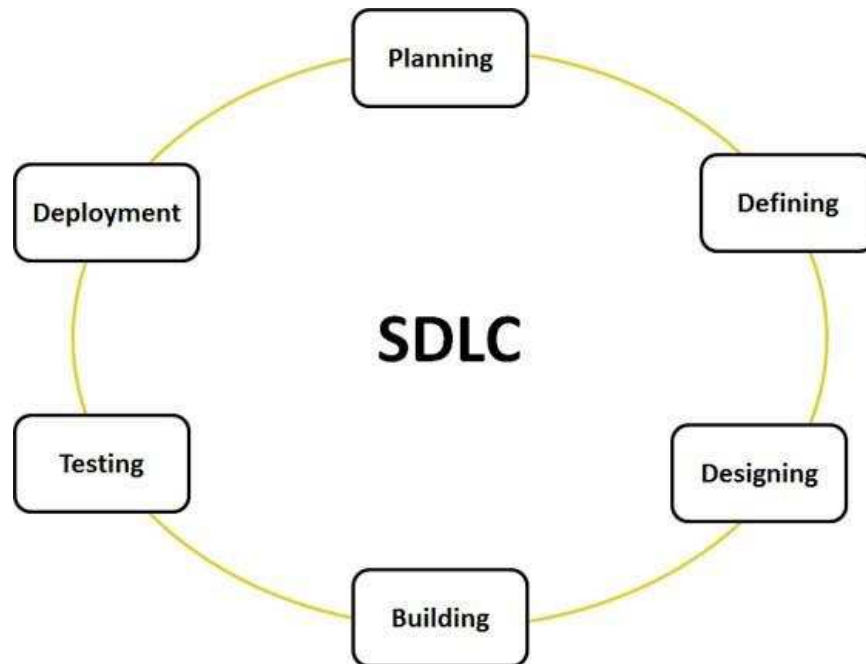 Planning
Defining
Deployment
SDLC
Testing
Designing
Building